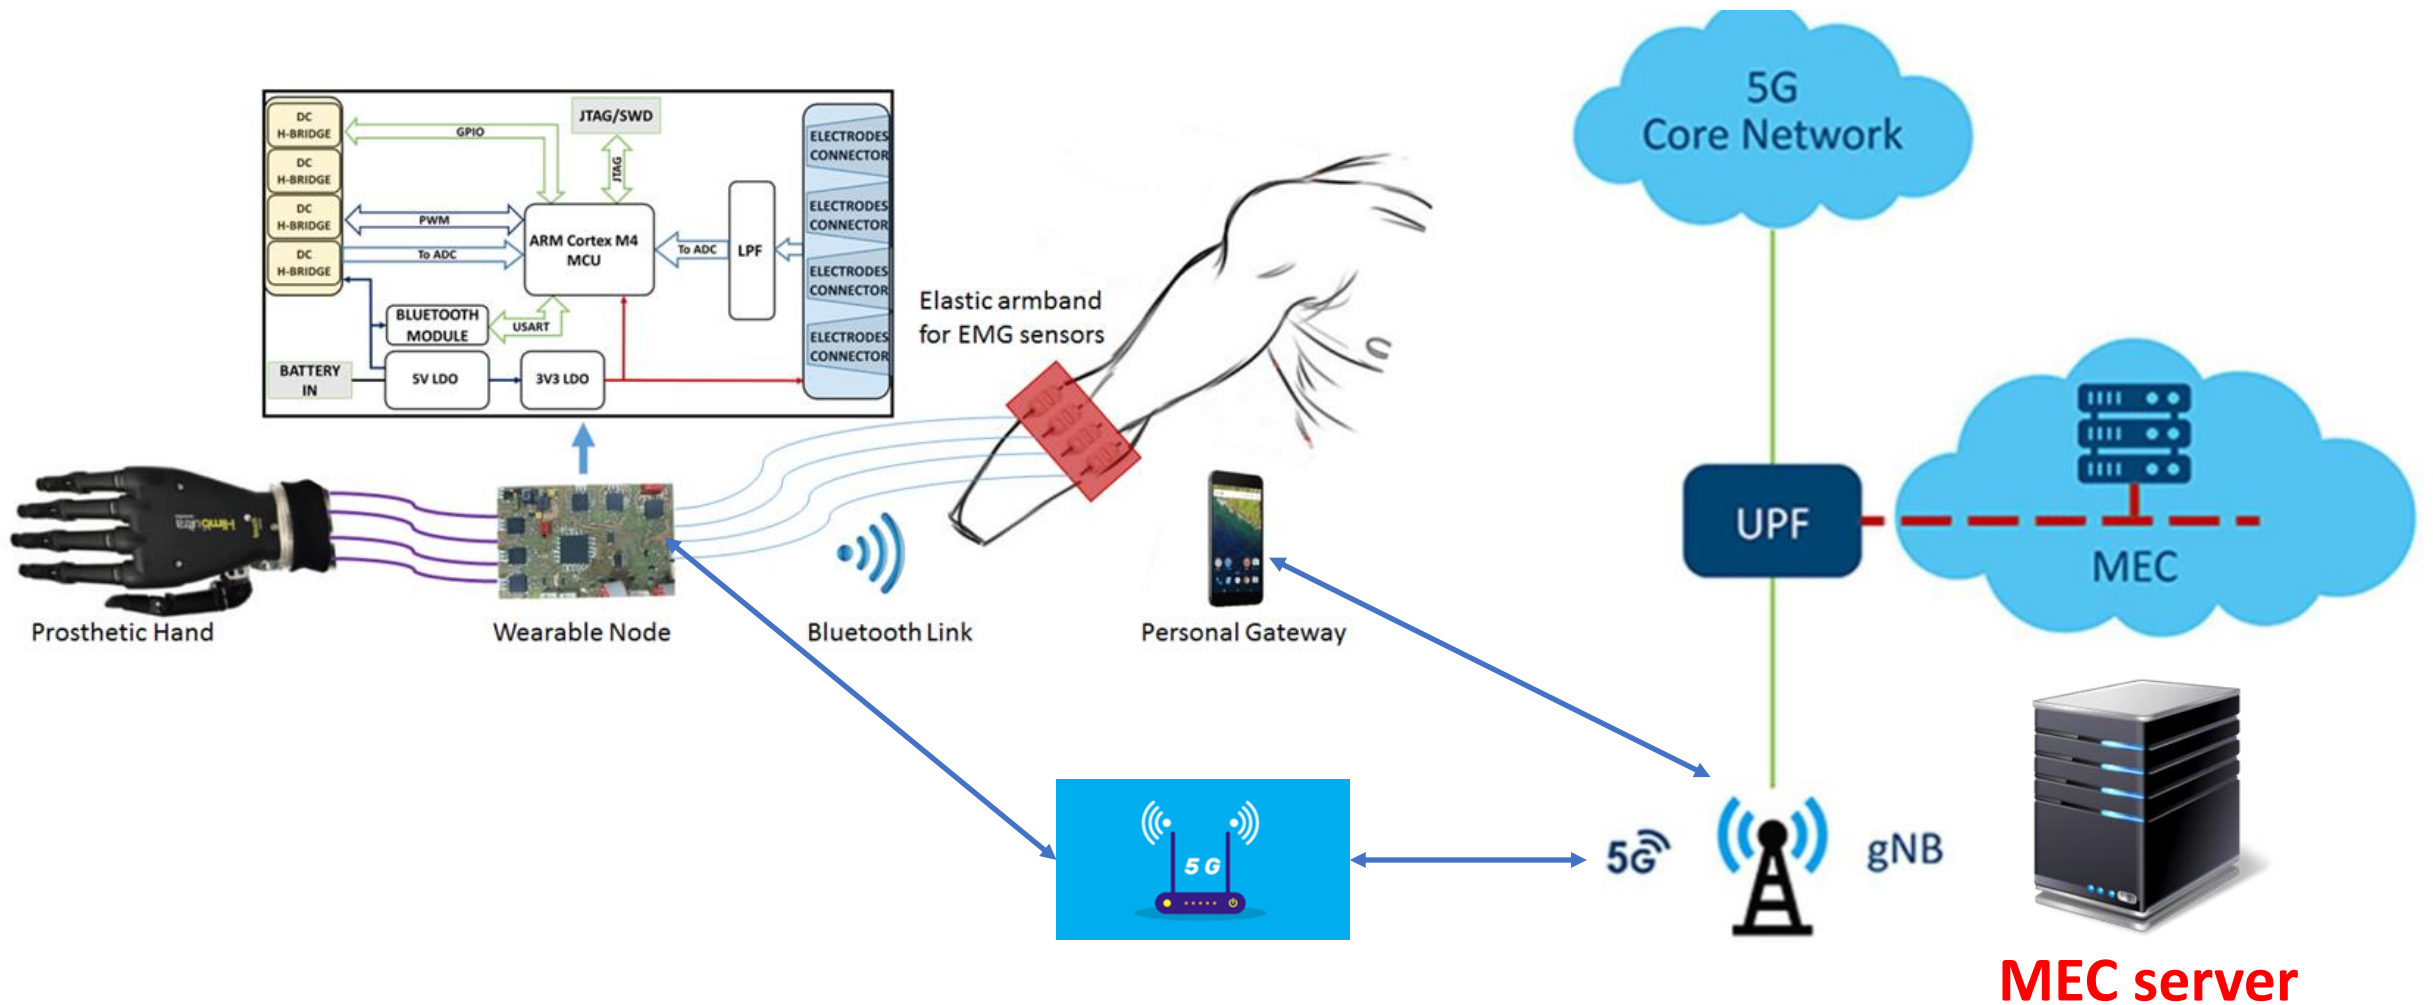 DC
H-BRIDGE
DC
H-BRIDGE
DC
H-BRIDGE
DC
H-BRIDGE
GPIO
PWM
To ADC
JTAG/SWD
JTAG
ARM Cortex M4
MCU
To ADC
LPF
ELECTRODES
CONNECTOR
ELECTRODES
CONNECTOR
ELECTRODES
CONNECTOR
ELECTRODES
CONNECTOR
BLUETOOTH
MODULE
USART
BATTERY
IN
5V LDO
3V3 LDO
Elastic armband
for EMG sensors
Prosthetic Hand
Wearable Node
Bluetooth Link
Personal Gateway
5G
Core Network
UPF
MEC
5G
5G
gNB
MEC server